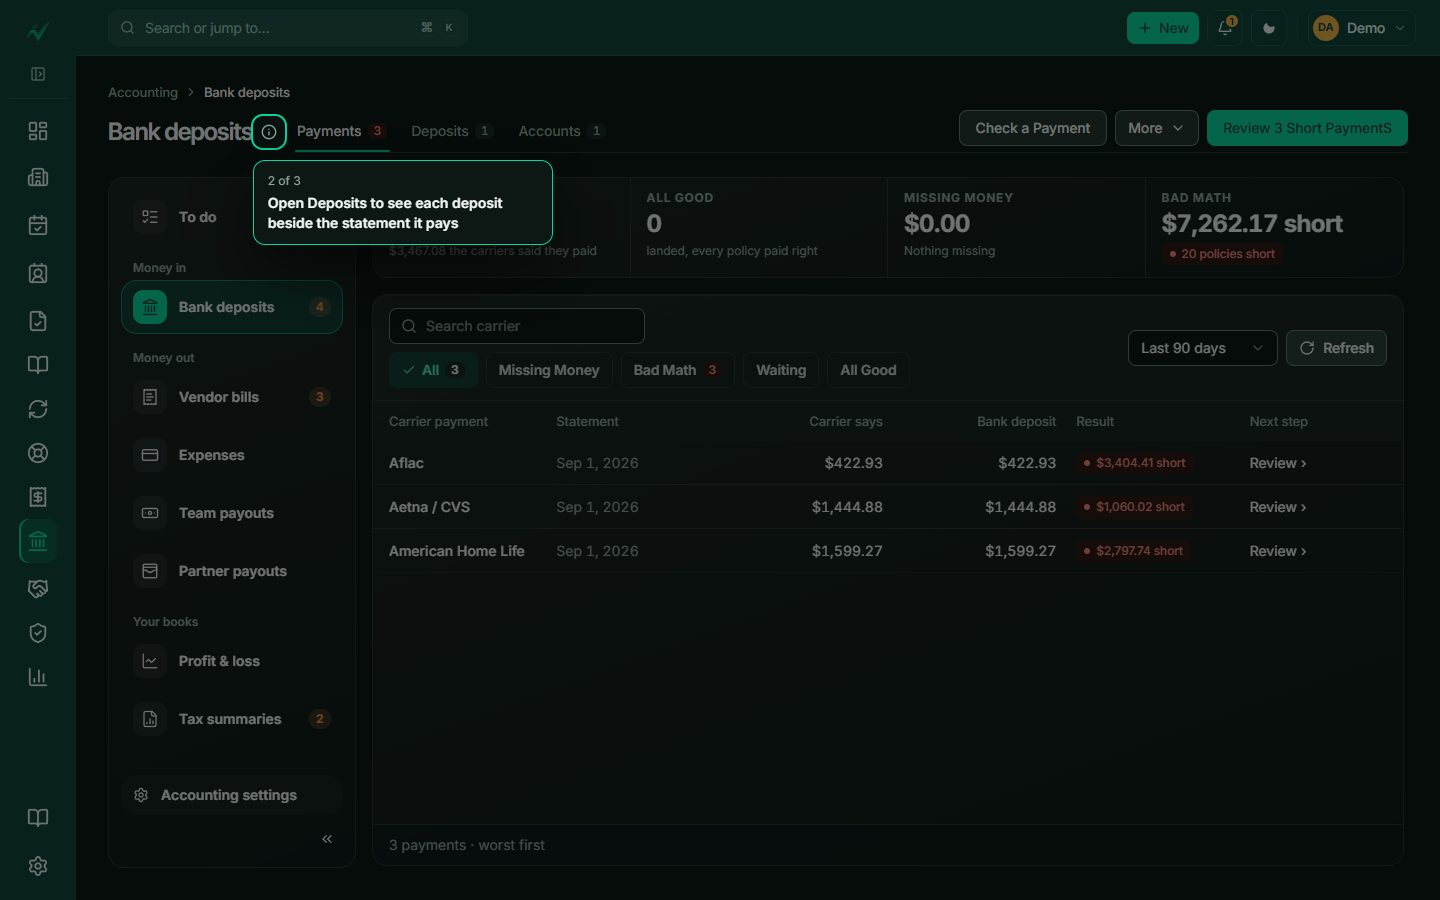 Search or jump to...
⌘ K
New
1
DA
Demo
Accounting > Bank deposits
Bank deposits
Payments 3
Deposits 1
Accounts 1
Check a Payment
More
Review 3 Short PaymentS
2 of 3
Open Deposits to see each deposit
beside the statement it pays
To do
Money in
Bank deposits 4
Money out
Vendor bills 3
Expenses
Team payouts
Partner payouts
Your books
Profit & loss
Tax summaries 2
Accounting settings
$3,467.08 the carriers said they paid
ALL GOOD
0
landed, every policy paid right
MISSING MONEY
$0.00
Nothing missing
BAD MATH
$7,262.17 short
20 policies short
Search carrier
All 3
Missing Money
Bad Math 3
Waiting
All Good
Last 90 days
Refresh
Carrier payment Statement Carrier says Bank deposit Result Next step
Aflac Sep 1, 2026 $422.93 $422.93 $3,404.41 short Review ›
Aetna / CVS Sep 1, 2026 $1,444.88 $1,444.88 $1,060.02 short Review ›
American Home Life Sep 1, 2026 $1,599.27 $1,599.27 $2,797.74 short Review ›
3 payments · worst first